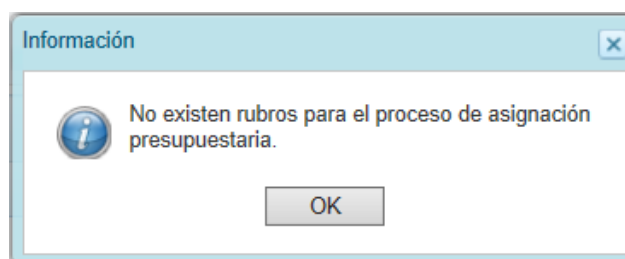 Información
No existen rubros para el proceso de asignación
presupuestaria.
OK